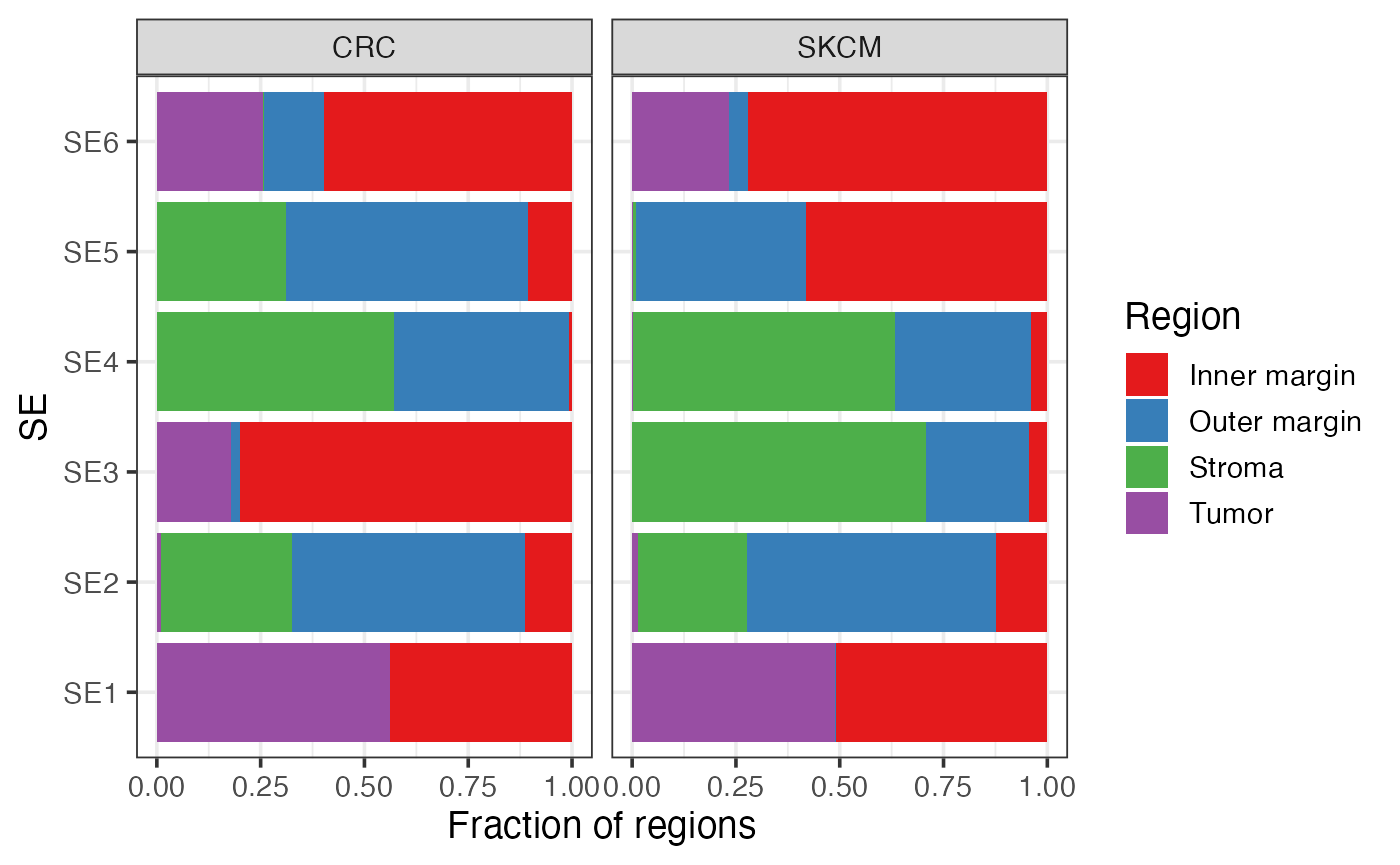 CRC
SKCM
SE6
SE5
SE4
SE3
SE2
SE1
SE
0.00 0.25 0.50 0.75 1.00
0.00 0.25 0.50 0.75 1.00
Fraction of regions
Region
Inner margin
Outer margin
Stroma
Tumor